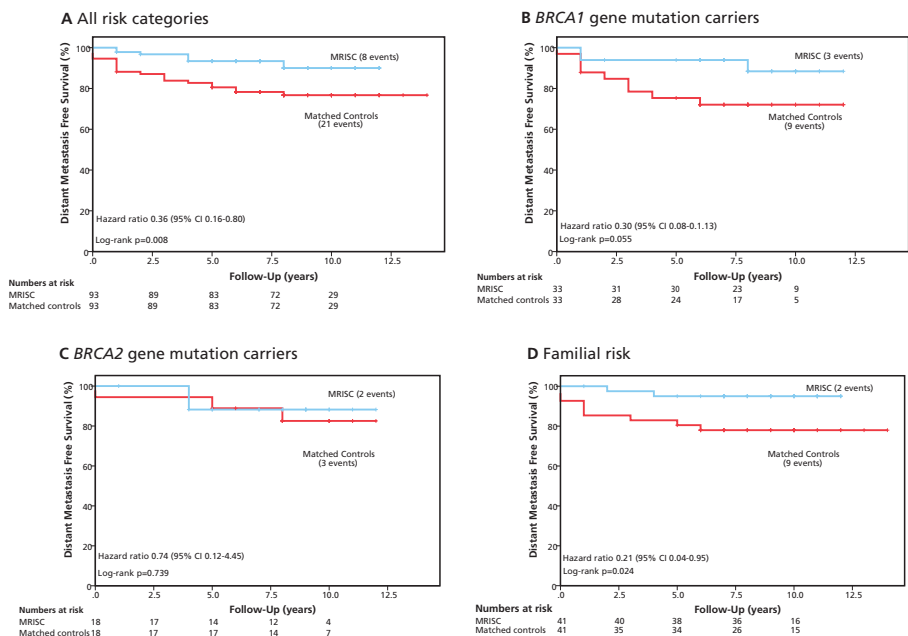 A All risk categories
Distant Metastasis Free Survival (%)
100
80
60
40
20
0
MRISC (8 events)
Matched Controls
(21 events)
Hazard ratio 0.36 (95% CI 0.16-0.80)
Log-rank p=0.008
.0 2.5 5.0 7.5 10.0 12.5
Follow-Up (years)
Numbers at risk
MRISC 93 89 83 72 29
Matched controls 93 89 83 72 29
B BRCA1 gene mutation carriers
Distant Metastasis Free Survival (%)
100
80
60
40
20
0
MRISC (3 events)
Matched Controls
(9 events)
Hazard ratio 0.30 (95% CI 0.08-0.1.13)
Log-rank p=0.055
.0 2.5 5.0 7.5 10.0 12.5
Follow-Up (years)
Numbers at risk
MRISC 33 31 30 23 9
Matched controls 33 28 24 17 5
C BRCA2 gene mutation carriers
Distant Metastasis Free Survival (%)
100
80
60
40
20
0
MRISC (2 events)
Matched Controls
(3 events)
Hazard ratio 0.74 (95% CI 0.12-4.45)
Log-rank p=0.739
.0 2.5 5.0 7.5 10.0 12.5
Follow-Up (years)
Numbers at risk
MRISC 18 17 14 12 4
Matched controls 18 17 17 14 7
D Familial risk
Distant Metastasis Free Survival (%)
100
80
60
40
20
0
MRISC (2 events)
Matched Controls
(9 events)
Hazard ratio 0.21 (95% CI 0.04-0.95)
Log-rank p=0.024
.0 2.5 5.0 7.5 10.0 12.5
Follow-Up (years)
Numbers at risk
MRISC 41 40 38 36 16
Matched controls 41 35 34 26 15